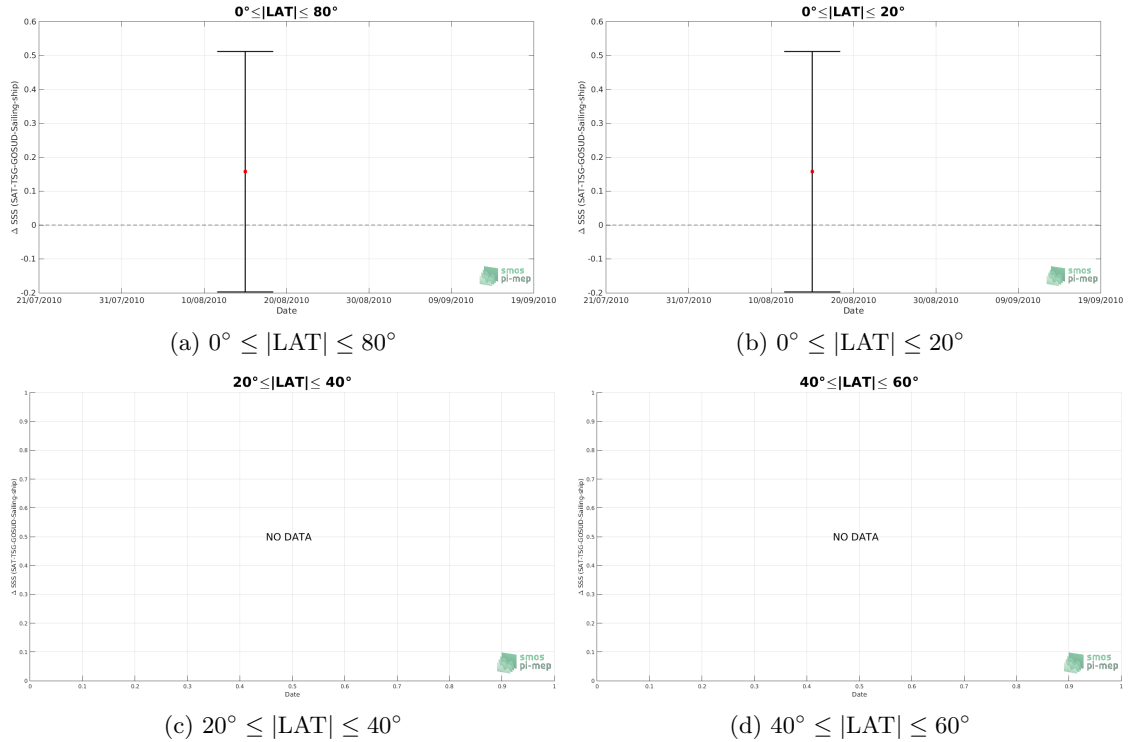 0°≤|LAT|≤ 80°
0.6
0.5
0.4
0.3
0.2
0.1
0
-0.1
-0.2
Δ SSS (SAT-TSG-GOSUD-Sailing-ship)
21/07/2010 31/07/2010 10/08/2010 20/08/2010 30/08/2010 09/09/2010 19/09/2010
Date
smos
pi-mep
(a) 0° ≤ |LAT| ≤ 80°
0°≤|LAT|≤ 20°
0.6
0.5
0.4
0.3
0.2
0.1
0
-0.1
-0.2
Δ SSS (SAT-TSG-GOSUD-Sailing-ship)
21/07/2010 31/07/2010 10/08/2010 20/08/2010 30/08/2010 09/09/2010 19/09/2010
Date
smos
pi-mep
(b) 0° ≤ |LAT| ≤ 20°
20°≤|LAT|≤ 40°
1
0.9
0.8
0.7
0.6
0.5
0.4
0.3
0.2
0.1
0
Δ SSS (SAT-TSG-GOSUD-Sailing-ship)
NO DATA
0 0.1 0.2 0.3 0.4 0.5 0.6 0.7 0.8 0.9 1
Date
smos
pi-mep
(c) 20° ≤ |LAT| ≤ 40°
40°≤|LAT|≤ 60°
1
0.9
0.8
0.7
0.6
0.5
0.4
0.3
0.2
0.1
0
Δ SSS (SAT-TSG-GOSUD-Sailing-ship)
NO DATA
0 0.1 0.2 0.3 0.4 0.5 0.6 0.7 0.8 0.9 1
Date
smos
pi-mep
(d) 40° ≤ |LAT| ≤ 60°